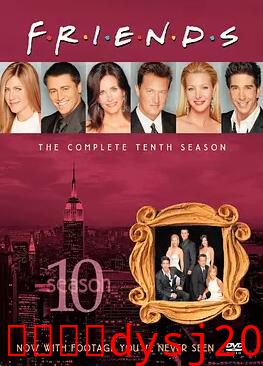 F·R·I·E·N·D·S
THE COMPLETE TENTH SEASON
season
10
NOW WITH FOOTAGE YOU'VE NEVER SEEN
DVD
dysj20